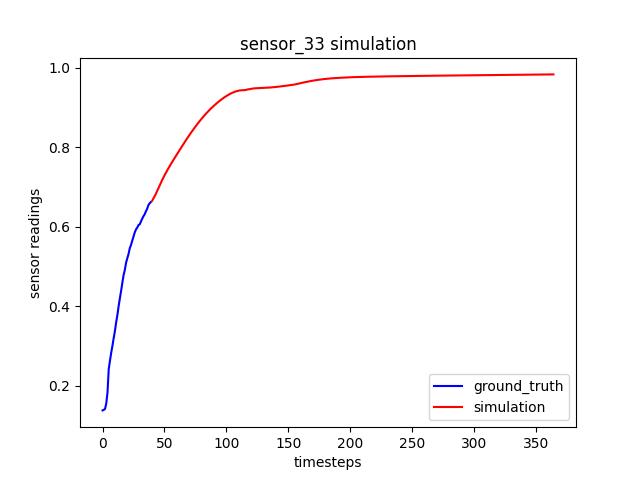 sensor_33 simulation
1.0
0.8
0.6
0.4
0.2
sensor readings
0 50 100 150 200 250 300 350
timesteps
ground_truth
simulation